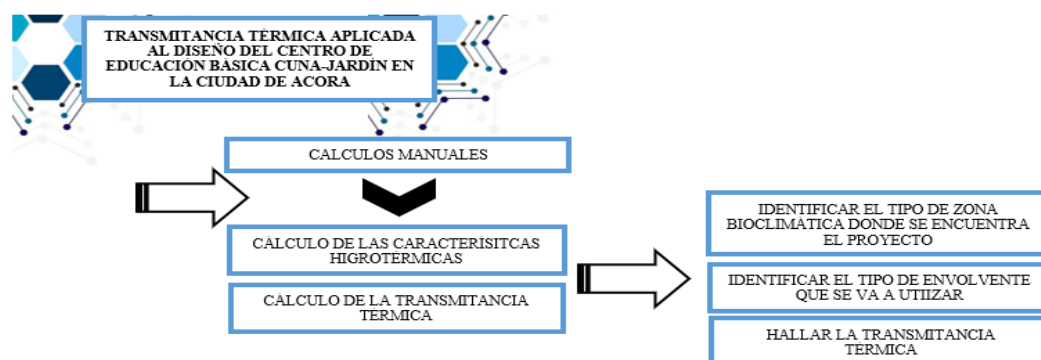 TRANSMITANCIA TÉRMICA APLICADA
AL DISEÑO DEL CENTRO DE
EDUCACIÓN BÁSICA CUNA-JARDÍN EN
LA CIUDAD DE ACORA
CALCULOS MANUALES
CÁLCULO DE LAS CARACTERÍSITCAS
HIGROTÉRMICAS
CÁLCULO DE LA TRANSMITANCIA
TÉRMICA
IDENTIFICAR EL TIPO DE ZONA
BIOCLIMÁTICA DONDE SE ENCUENTRA
EL PROYECTO
IDENTIFICAR EL TIPO DE ENVOLVENTE
QUE SE VA A UTIIZAR
HALLAR LA TRANSMITANCIA
TÉRMICA